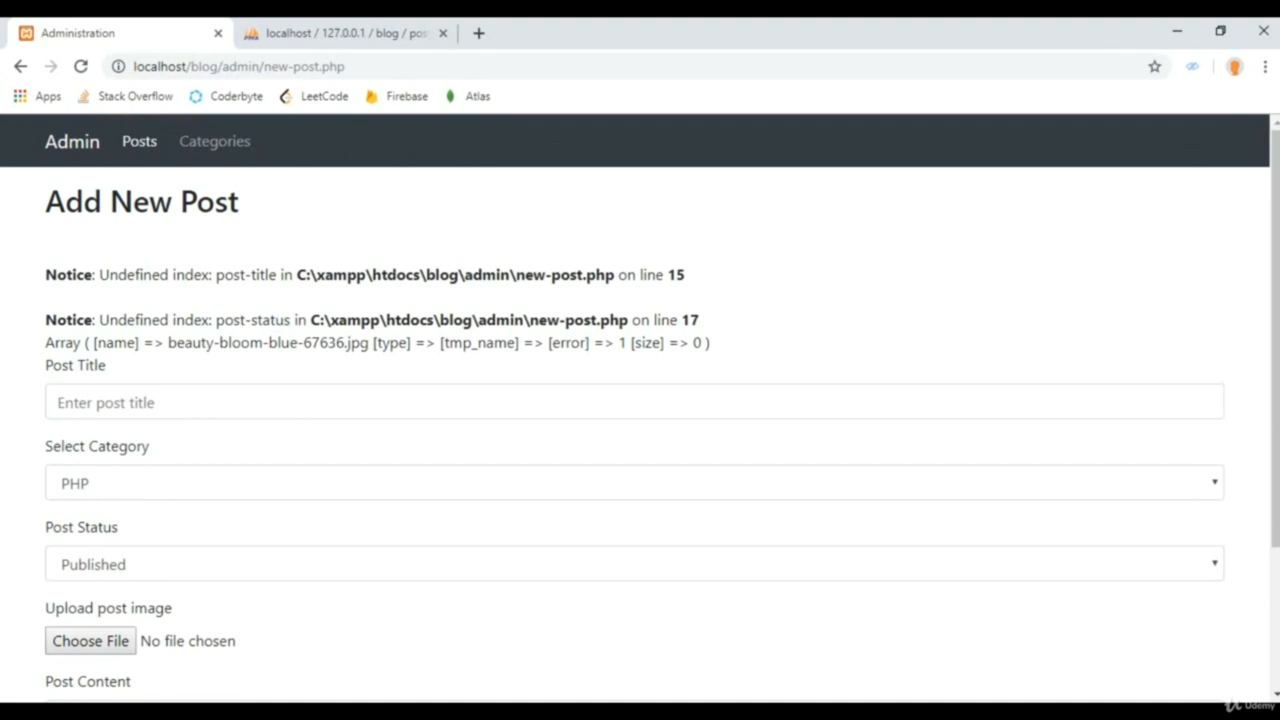 Administration
localhost / 127.0.0.1 / blog / pos
localhost/blog/admin/new-post.php
Apps Stack Overflow Coderbyte LeetCode Firebase Atlas
Admin Posts Categories
Add New Post
Notice: Undefined index: post-title in C:\xampp\htdocs\blog\admin\new-post.php on line 15
Notice: Undefined index: post-status in C:\xampp\htdocs\blog\admin\new-post.php on line 17
Array ( [name] => beauty-bloom-blue-67636.jpg [type] => [tmp_name] => [error] => 1 [size] => 0 )
Post Title
Enter post title
Select Category
PHP
Post Status
Published
Upload post image
Choose File No file chosen
Post Content
Udemy